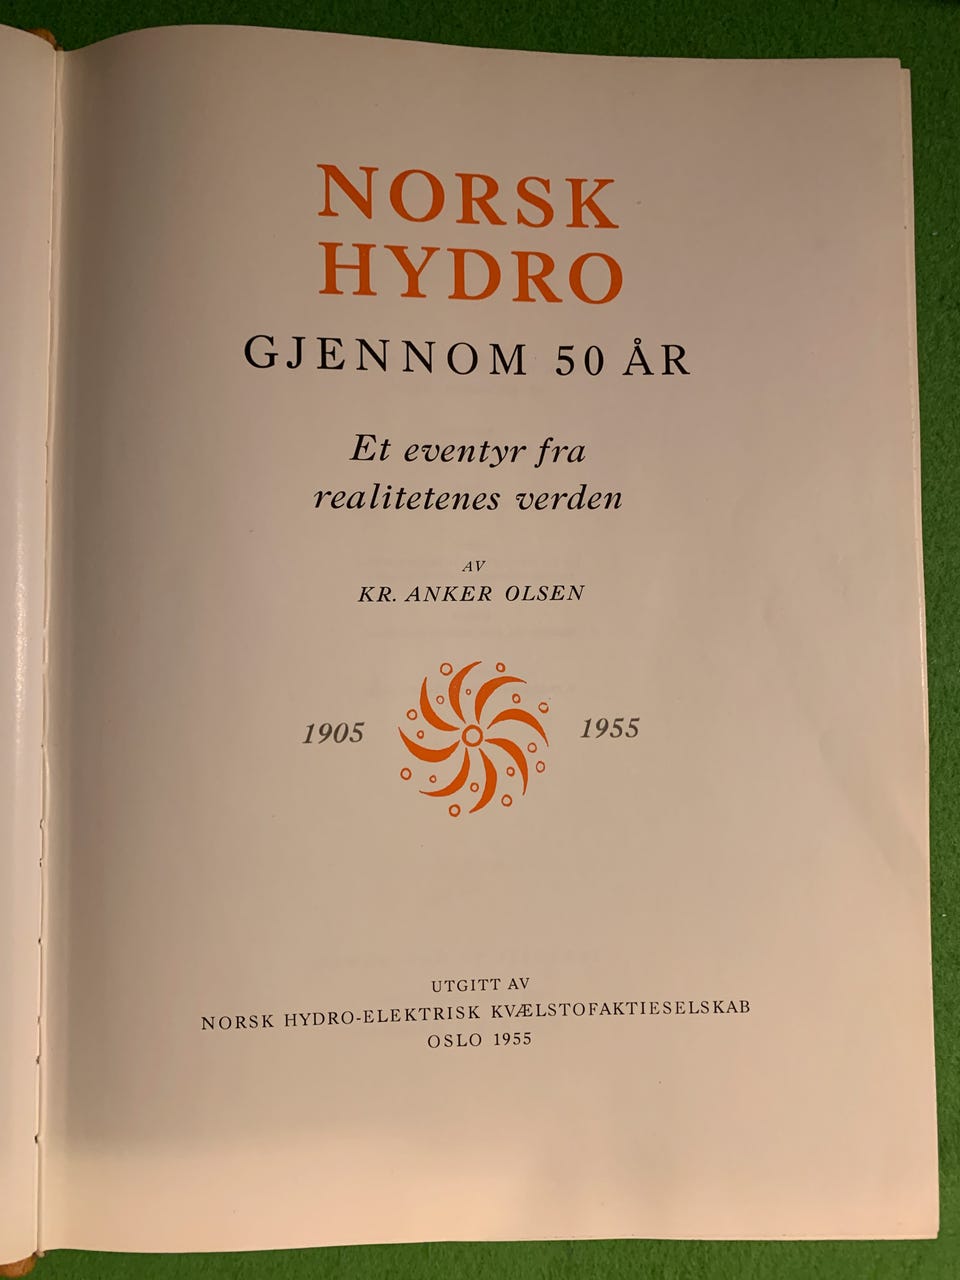 NORSK
HYDRO
GJENNOM 50 ÅR
Et eventyr fra
realitetenes verden
AV
KR. ANKER OLSEN
1905 1955
UTGITT AV
NORSK HYDRO-ELEKTRISK KVÆLSTOFAKTIESELSKAB
OSLO 1955